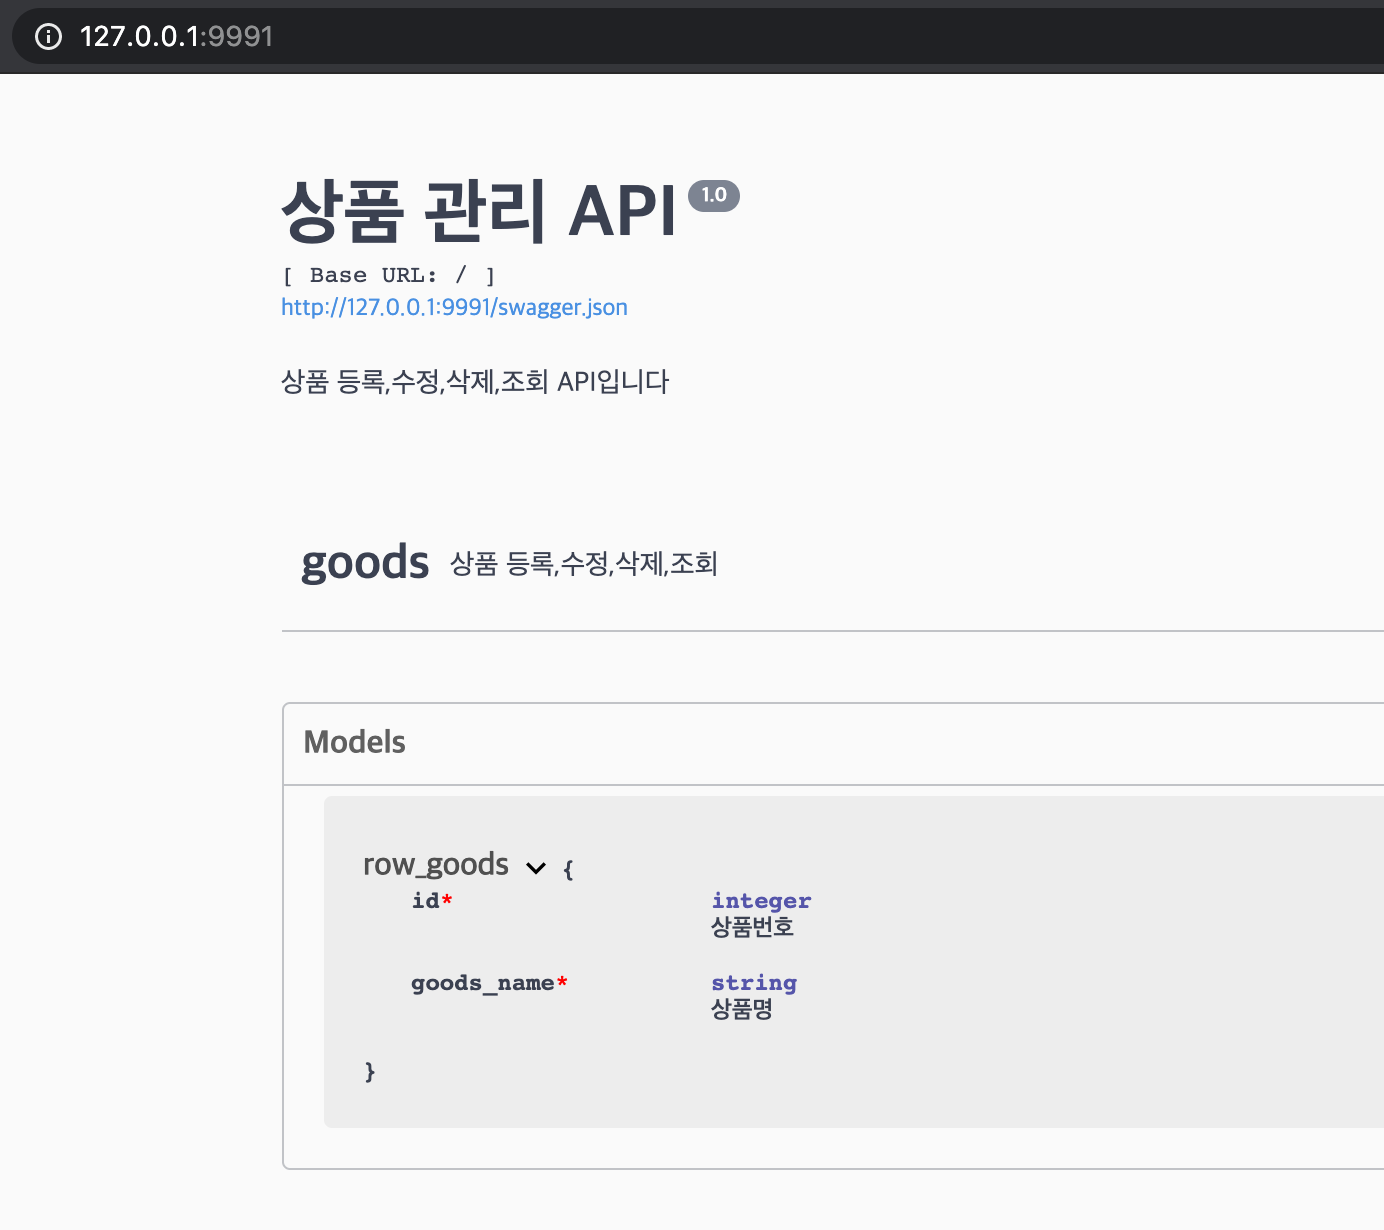 127.0.0.1:9991
상품 관리 API 1.0
[ Base URL: / ]
http://127.0.0.1:9991/swagger.json
상품 등록,수정,삭제,조회 API입니다
goods 상품 등록,수정,삭제,조회
Models
row_goods {
id* integer
상품번호
goods_name* string
상품명
}